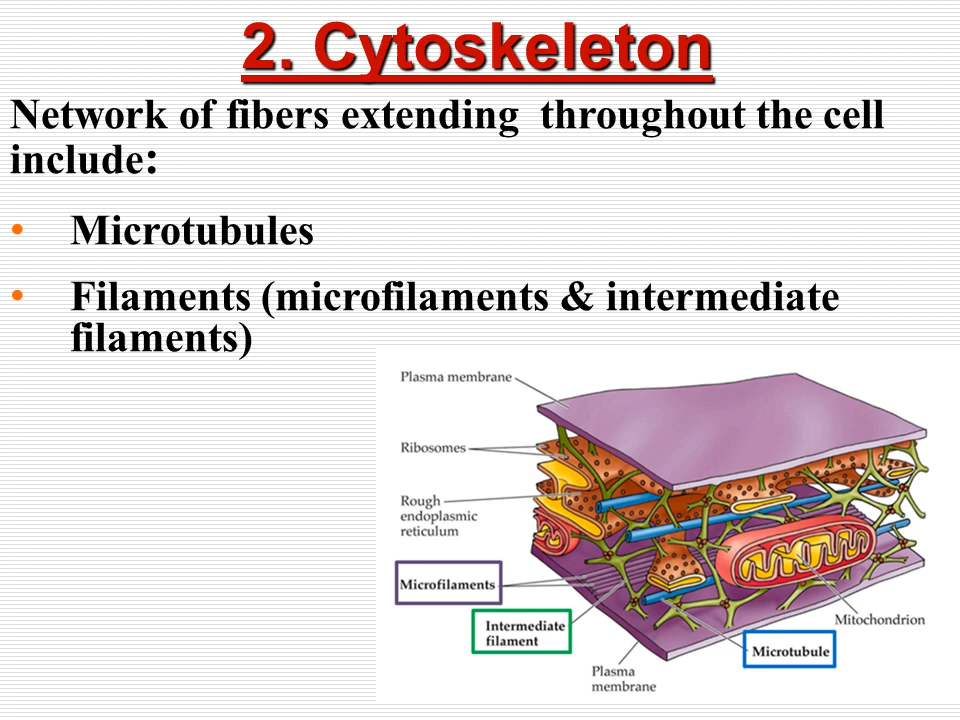 2. Cytoskeleton
Network of fibers extending throughout the cell
include:
• Microtubules
• Filaments (microfilaments & intermediate
filaments)
Plasma membrane
Ribosomes
Rough
endoplasmic
reticulum
Microfilaments
Intermediate
filament
Mitochondrion
Microtubule
Plasma
membrane